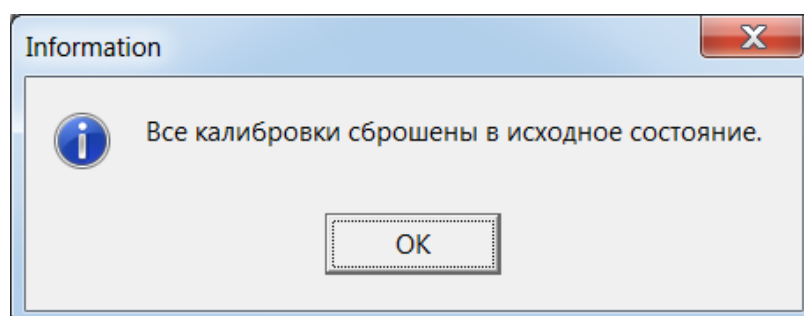 Information
Все калибровки сброшены в исходное состояние.
OK